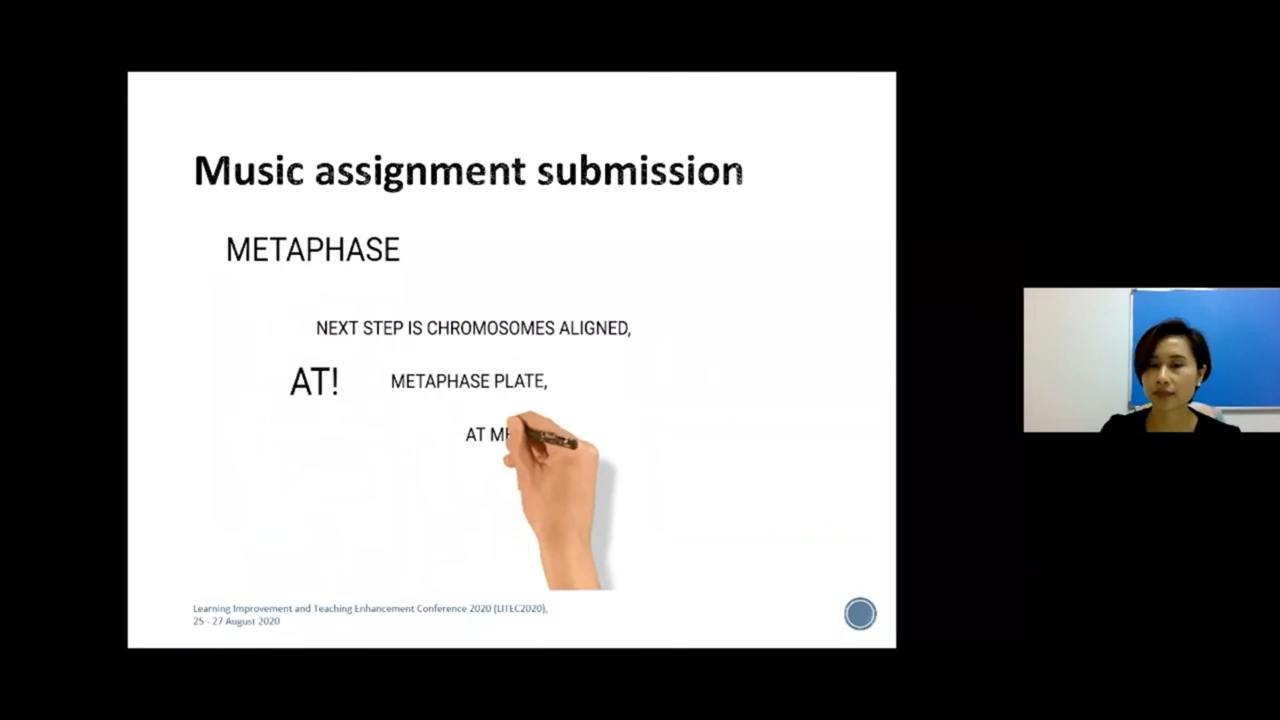 Music assignment submission
METAPHASE
NEXT STEP IS CHROMOSOMES ALIGNED,
AT! METAPHASE PLATE,
AT
Learning Improvement and Teaching Enhancement Conference 2020 (LITEC2020),
25 - 27 August 2020